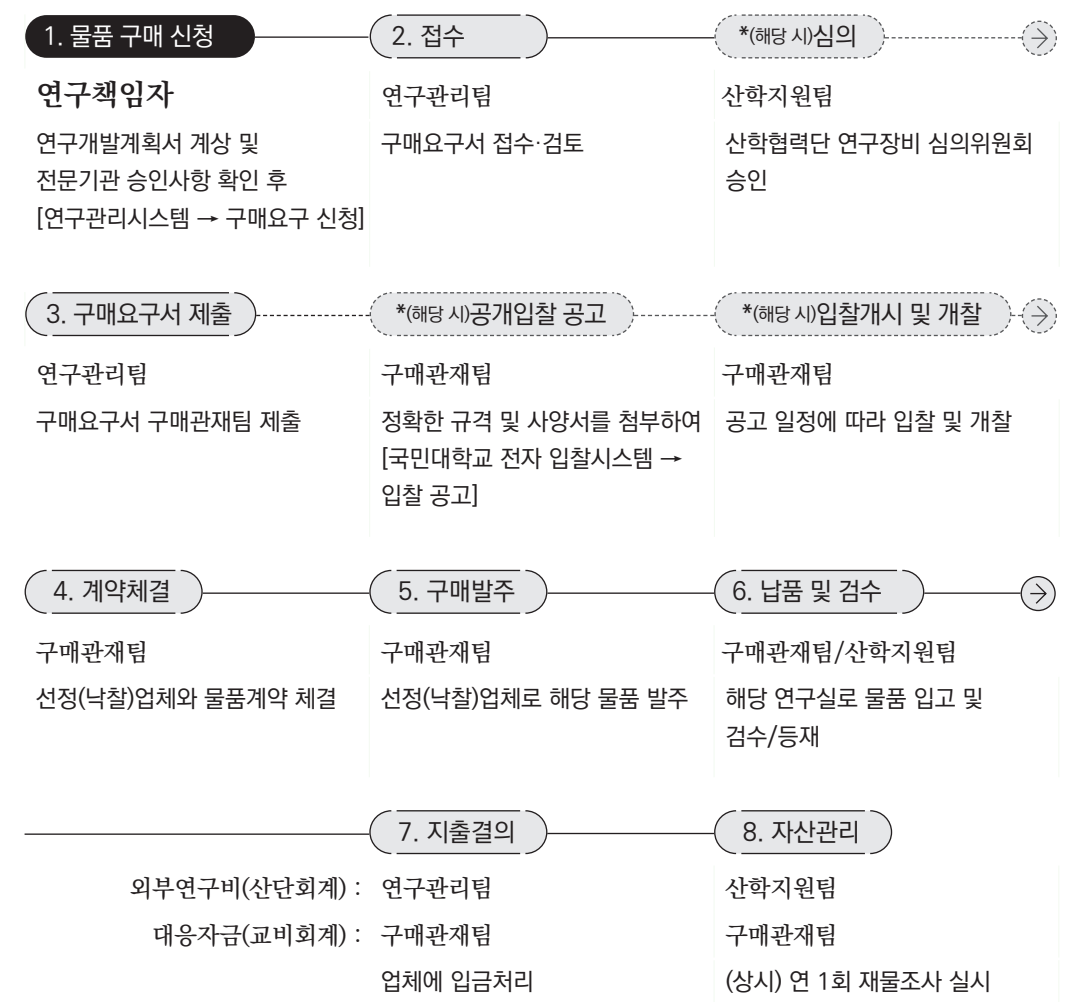 1. 물품 구매 신청
연구책임자
연구개발계획서 계상 및
전문기관 승인사항 확인 후
[연구관리시스템 → 구매요구 신청]
2. 접수
연구관리팀
구매요구서 접수·검토
*(해당 시)심의
산학지원팀
산학협력단 연구장비 심의위원회
승인
3. 구매요구서 제출
연구관리팀
구매요구서 구매관재팀 제출
*(해당 시)공개입찰 공고
구매관재팀
정확한 규격 및 사양서를 첨부하여
[국민대학교 전자 입찰시스템 →
입찰 공고]
*(해당 시)입찰개시 및 개찰
구매관재팀
공고 일정에 따라 입찰 및 개찰
4. 계약체결
구매관재팀
선정(낙찰)업체와 물품계약 체결
5. 구매발주
구매관재팀
선정(낙찰)업체로 해당 물품 발주
6. 납품 및 검수
구매관재팀/산학지원팀
해당 연구실로 물품 입고 및
검수/등재
7. 지출결의
8. 자산관리
외부연구비(산단회계) : 연구관리팀 산학지원팀
대응자금(교비회계) : 구매관재팀 구매관재팀
업체에 입금처리
(상시) 연 1회 재물조사 실시